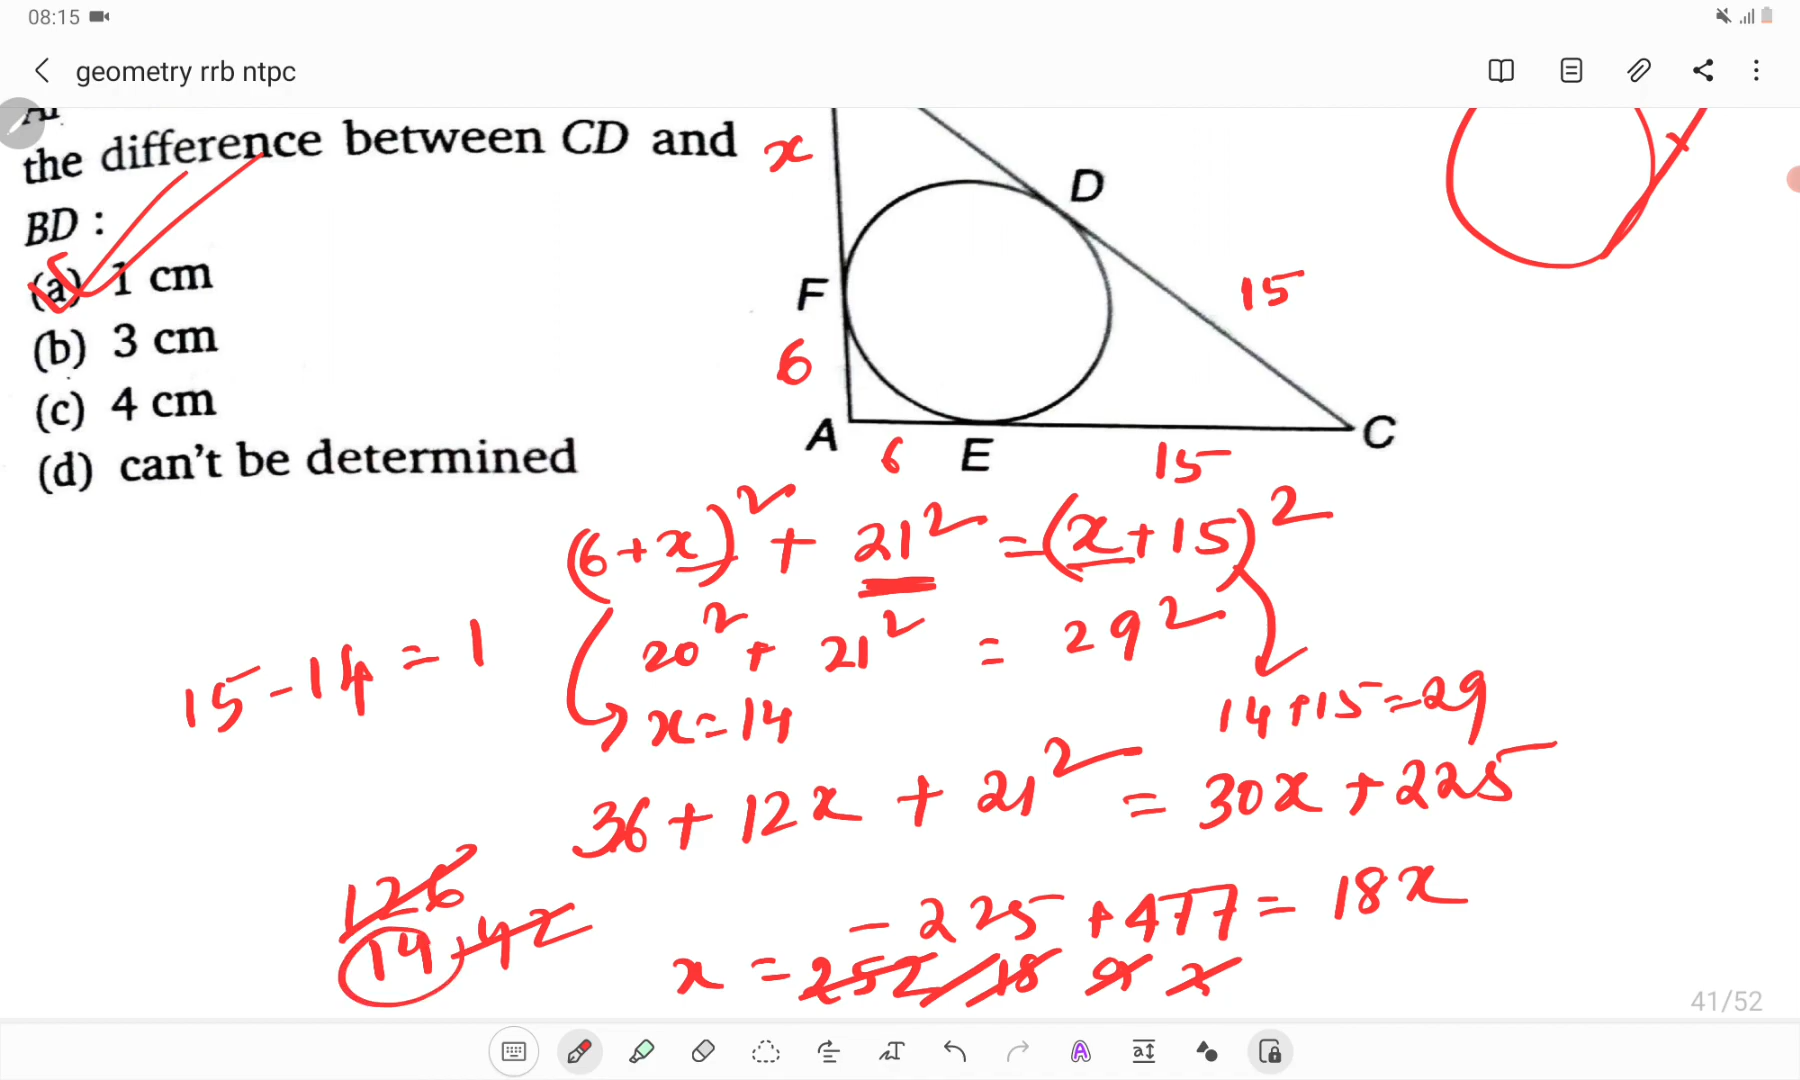 08:15
geometry rrb ntpc
the difference between CD and
BD :
(a) 1 cm
(b) 3 cm
(c) 4 cm
(d) can't be determined
x
D
F
15
6
A
6
E
15
C
(6+x)² + 21² = (x+15)²
20² + 21² = 29²
15-14 = 1
x=14
14+15=29
36 + 12x + 21² = 30x + 225
126
14 42
- 225 + 477 = 18x
x = 252 18 9
41/52